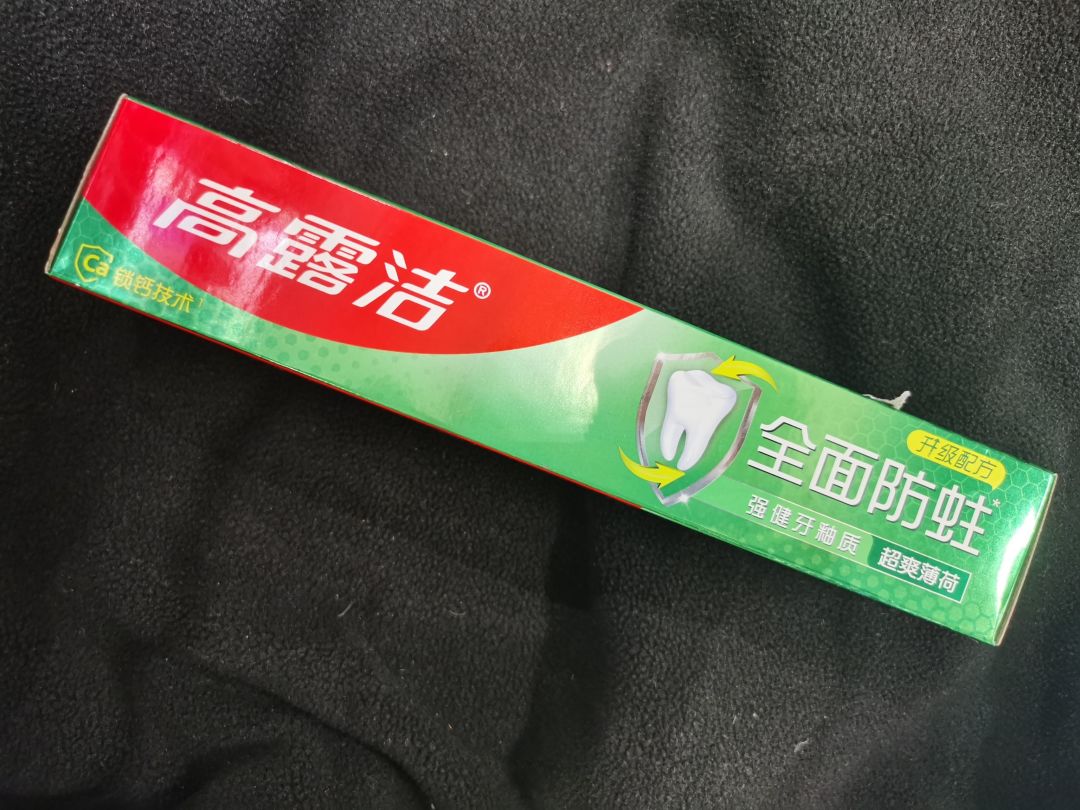 高露洁®
Ca 锁钙技术¹
升级配方
全面防蛀*
强健牙釉质
超爽薄荷